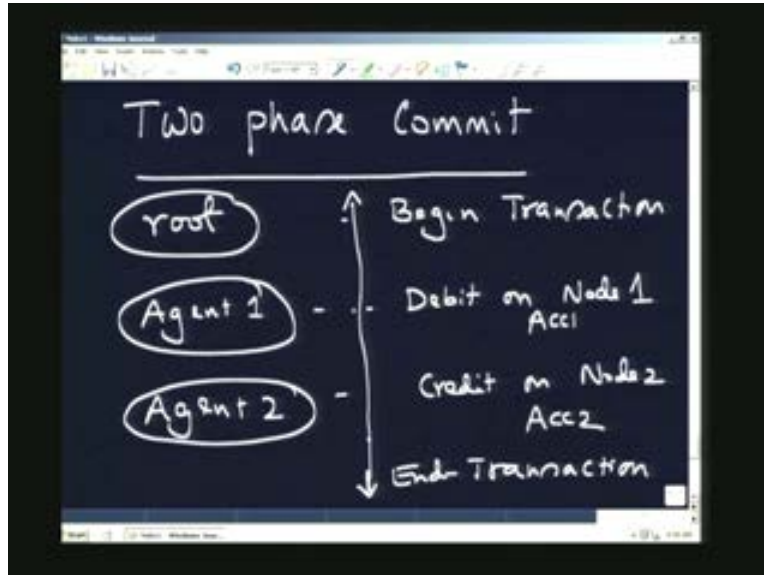 Two phase Commit
root
Begin Transaction
Agent 1
Debit on Node 1
Acc1
Agent 2
Credit on Node 2
Acc2
End Transaction